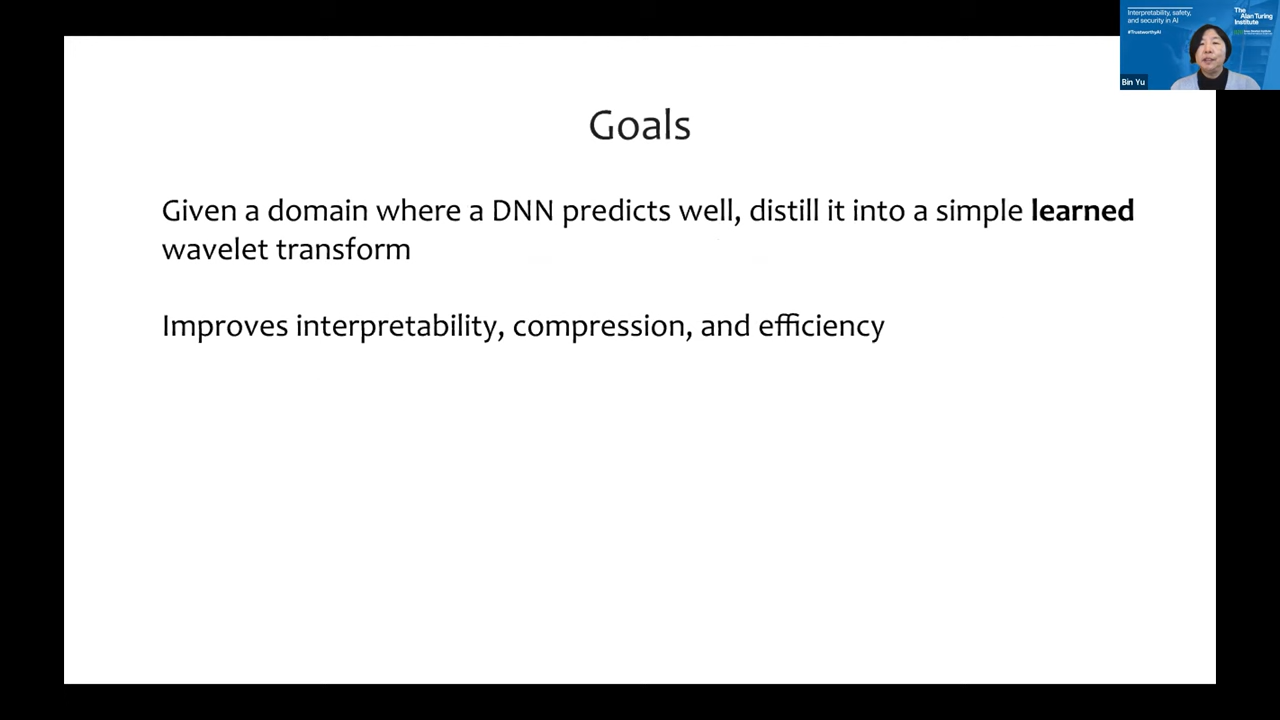 Interpretability, safety,
and security in AI
#TrustworthyAI
The
Alan Turing
Institute
Bin Yu
Goals
Given a domain where a DNN predicts well, distill it into a simple learned
wavelet transform
Improves interpretability, compression, and efficiency